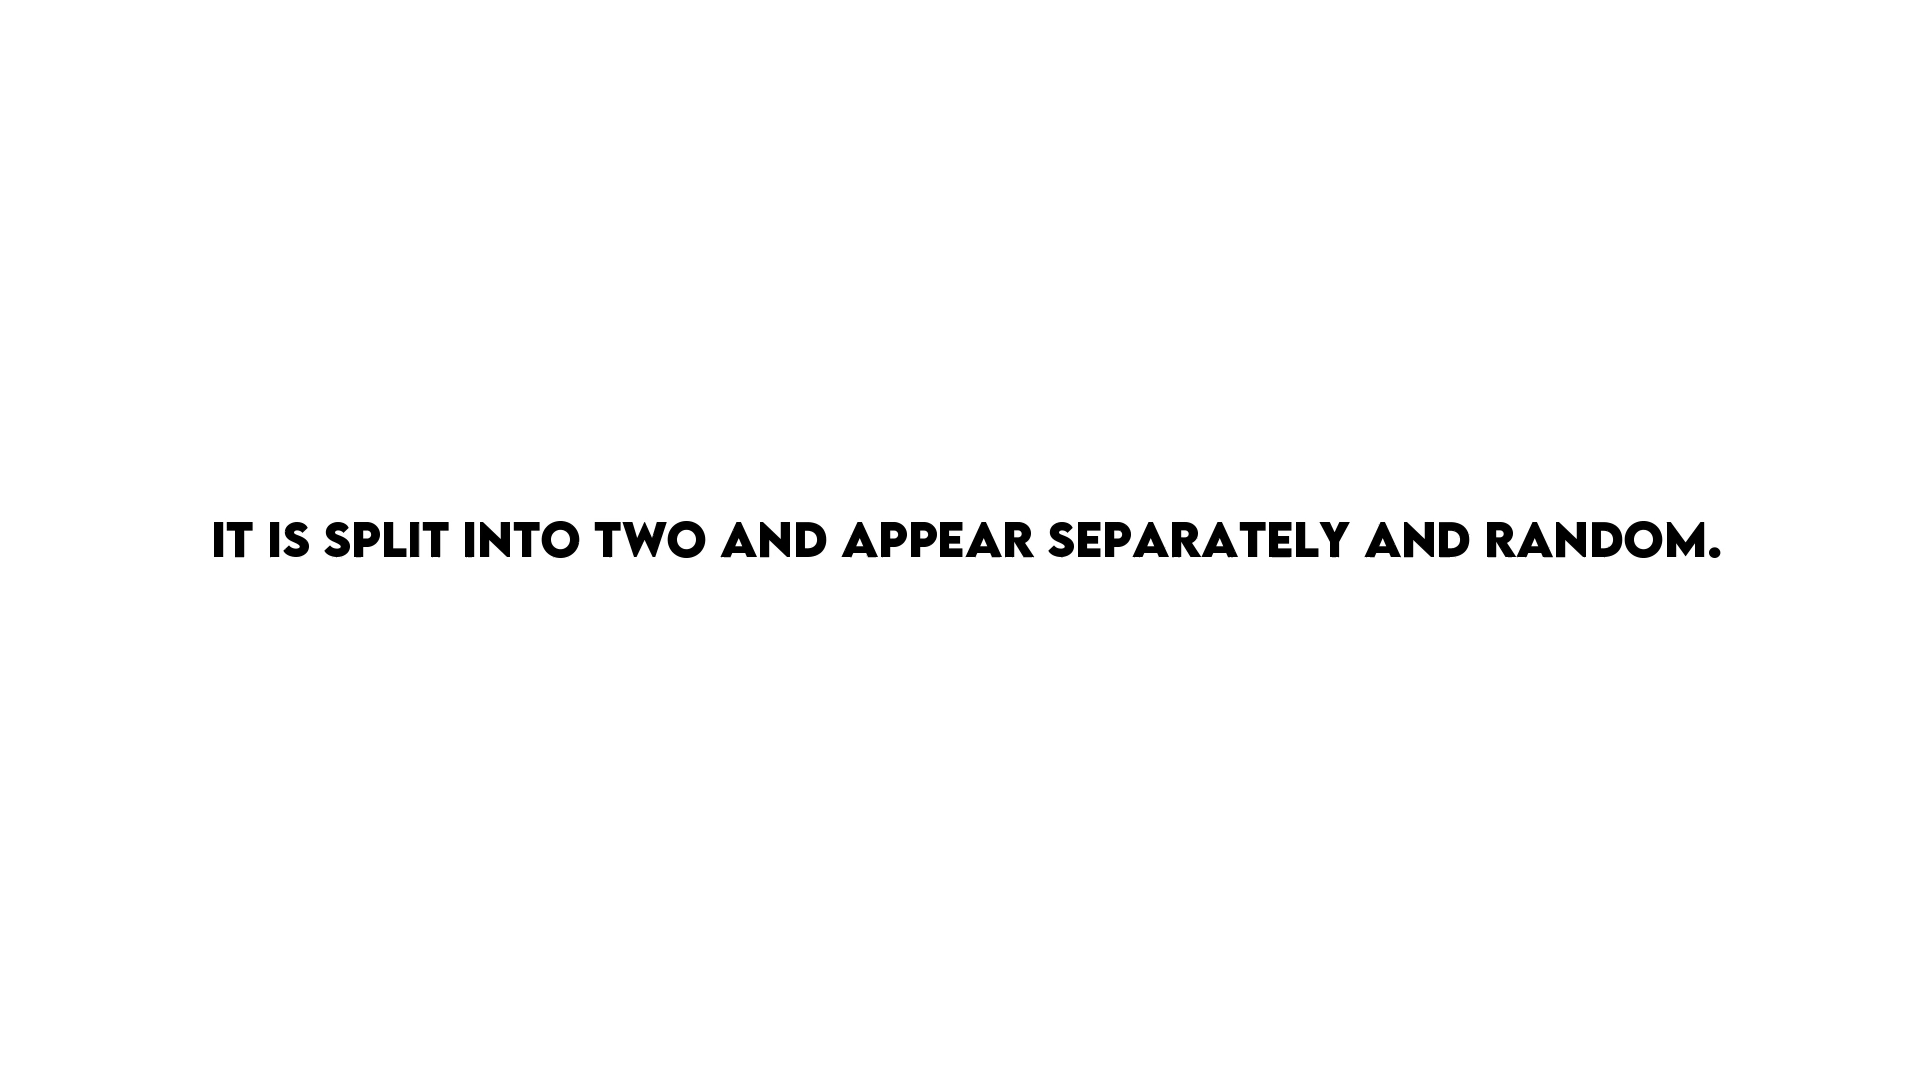 IT IS SPLIT INTO TWO AND APPEAR SEPARATELY AND RANDOM.